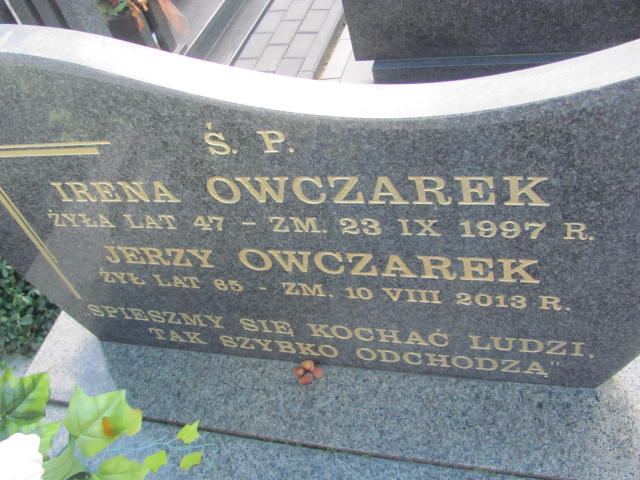 Ś. P.
IRENA OWCZAREK
ŻYŁA LAT 47 - ZM. 23 IX 1997 R.
JERZY OWCZAREK
ŻYŁ LAT 65 - ZM. 10 VIII 2013 R.
„SPIESZMY SIĘ KOCHAĆ LUDZI,
TAK SZYBKO ODCHODZĄ"